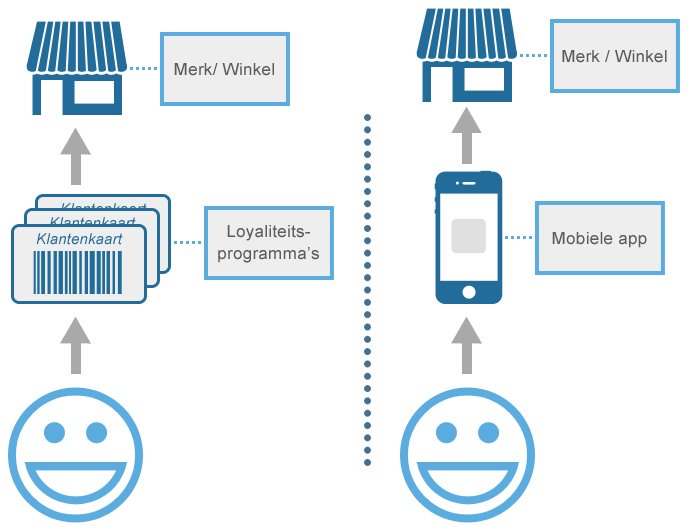 Merk/ Winkel
Klantenkaart
Klantenkaart
Klantenkaart
Loyaliteits-
programma's
Merk / Winkel
Mobiele app